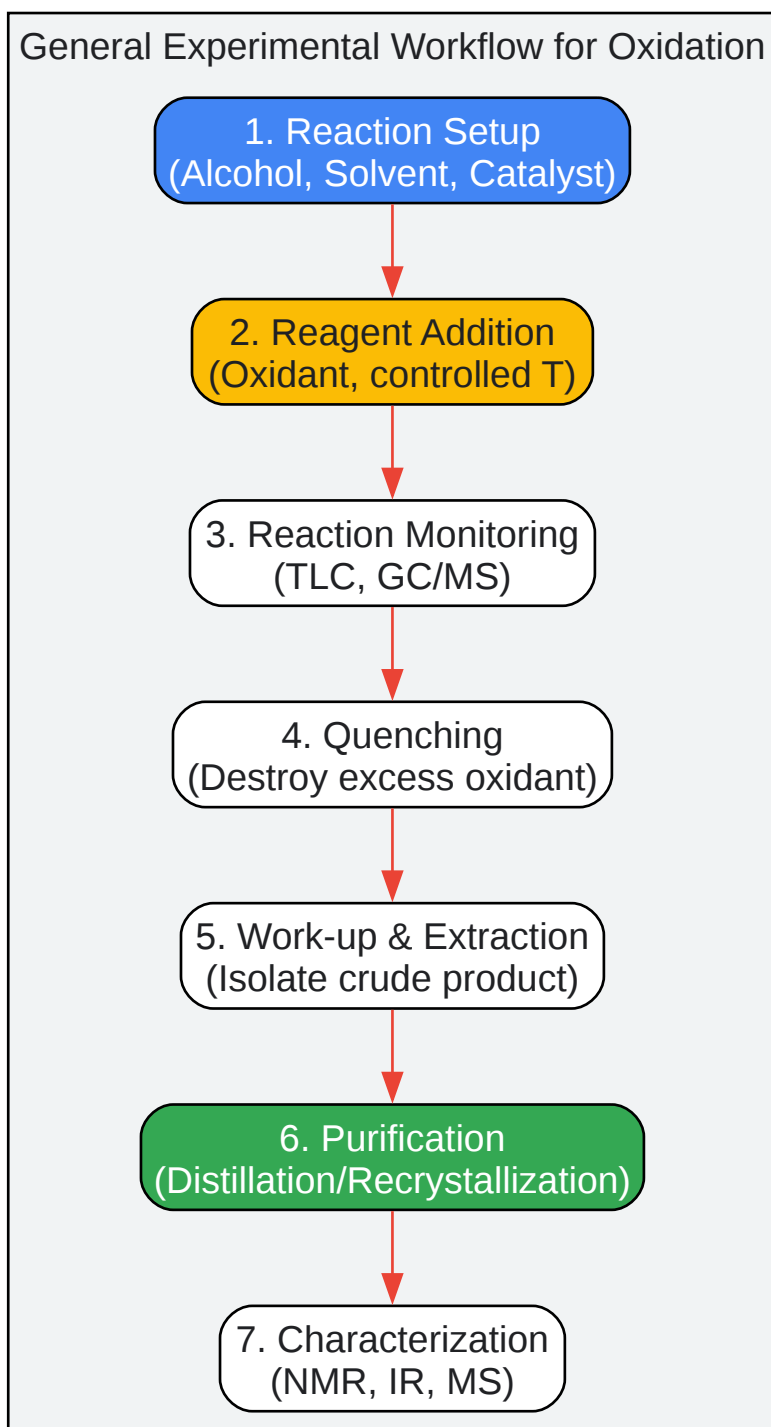 General Experimental Workflow for Oxidation
1. Reaction Setup
(Alcohol, Solvent, Catalyst)
2. Reagent Addition
(Oxidant, controlled T)
3. Reaction Monitoring
(TLC, GC/MS)
4. Quenching
(Destroy excess oxidant)
5. Work-up & Extraction
(Isolate crude product)
6. Purification
(Distillation/Recrystallization)
7. Characterization
(NMR, IR, MS)